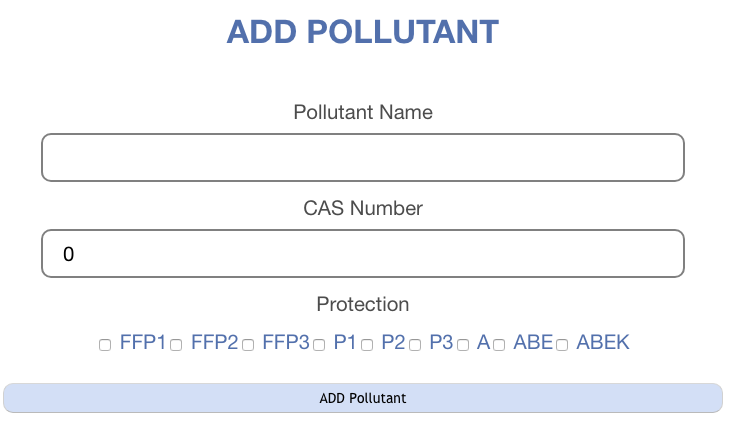 ADD POLLUTANT
Pollutant Name
CAS Number
0
Protection
FFP1 FFP2 FFP3 P1 P2 P3 A ABE ABEK
ADD Pollutant